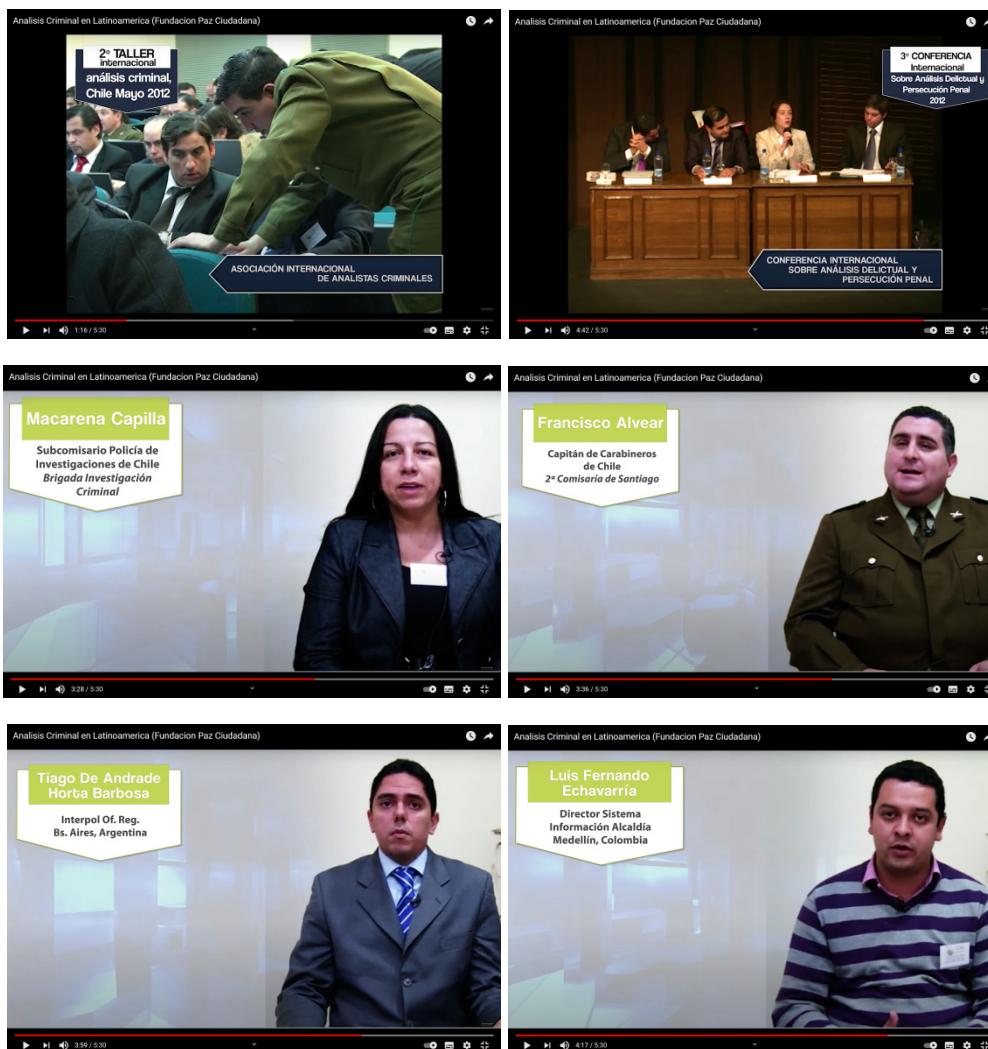 Analisis Criminal en Latinoamerica (Fundacion Paz Ciudadana)
2º TALLER
internacional
análisis criminal,
Chile Mayo 2012
ASOCIACIÓN INTERNACIONAL
DE ANALISTAS CRIMINALES
1:16 / 5:30
Analisis Criminal en Latinoamerica (Fundacion Paz Ciudadana)
3º CONFERENCIA
Internacional
Sobre Análisis Delictual y
Persecución Penal
2012
CONFERENCIA INTERNACIONAL
SOBRE ANÁLISIS DELICTUAL Y
PERSECUCIÓN PENAL
4:42 / 5:30
Analisis Criminal en Latinoamerica (Fundacion Paz Ciudadana)
Macarena Capilla
Subcomisario Policía de
Investigaciones de Chile
Brigada Investigación
Criminal
3:28 / 5:30
Analisis Criminal en Latinoamerica (Fundacion Paz Ciudadana)
Francisco Alvear
Capitán de Carabineros
de Chile
2ª Comisaría de Santiago
3:36 / 5:30
Analisis Criminal en Latinoamerica (Fundacion Paz Ciudadana)
Tiago De Andrade
Horta Barbosa
Interpol Of. Reg.
Bs. Aires, Argentina
3:59 / 5:30
Analisis Criminal en Latinoamerica (Fundacion Paz Ciudadana)
Luis Fernando
Echavarría
Director Sistema
Información Alcaldía
Medellín, Colombia
4:17 / 5:30